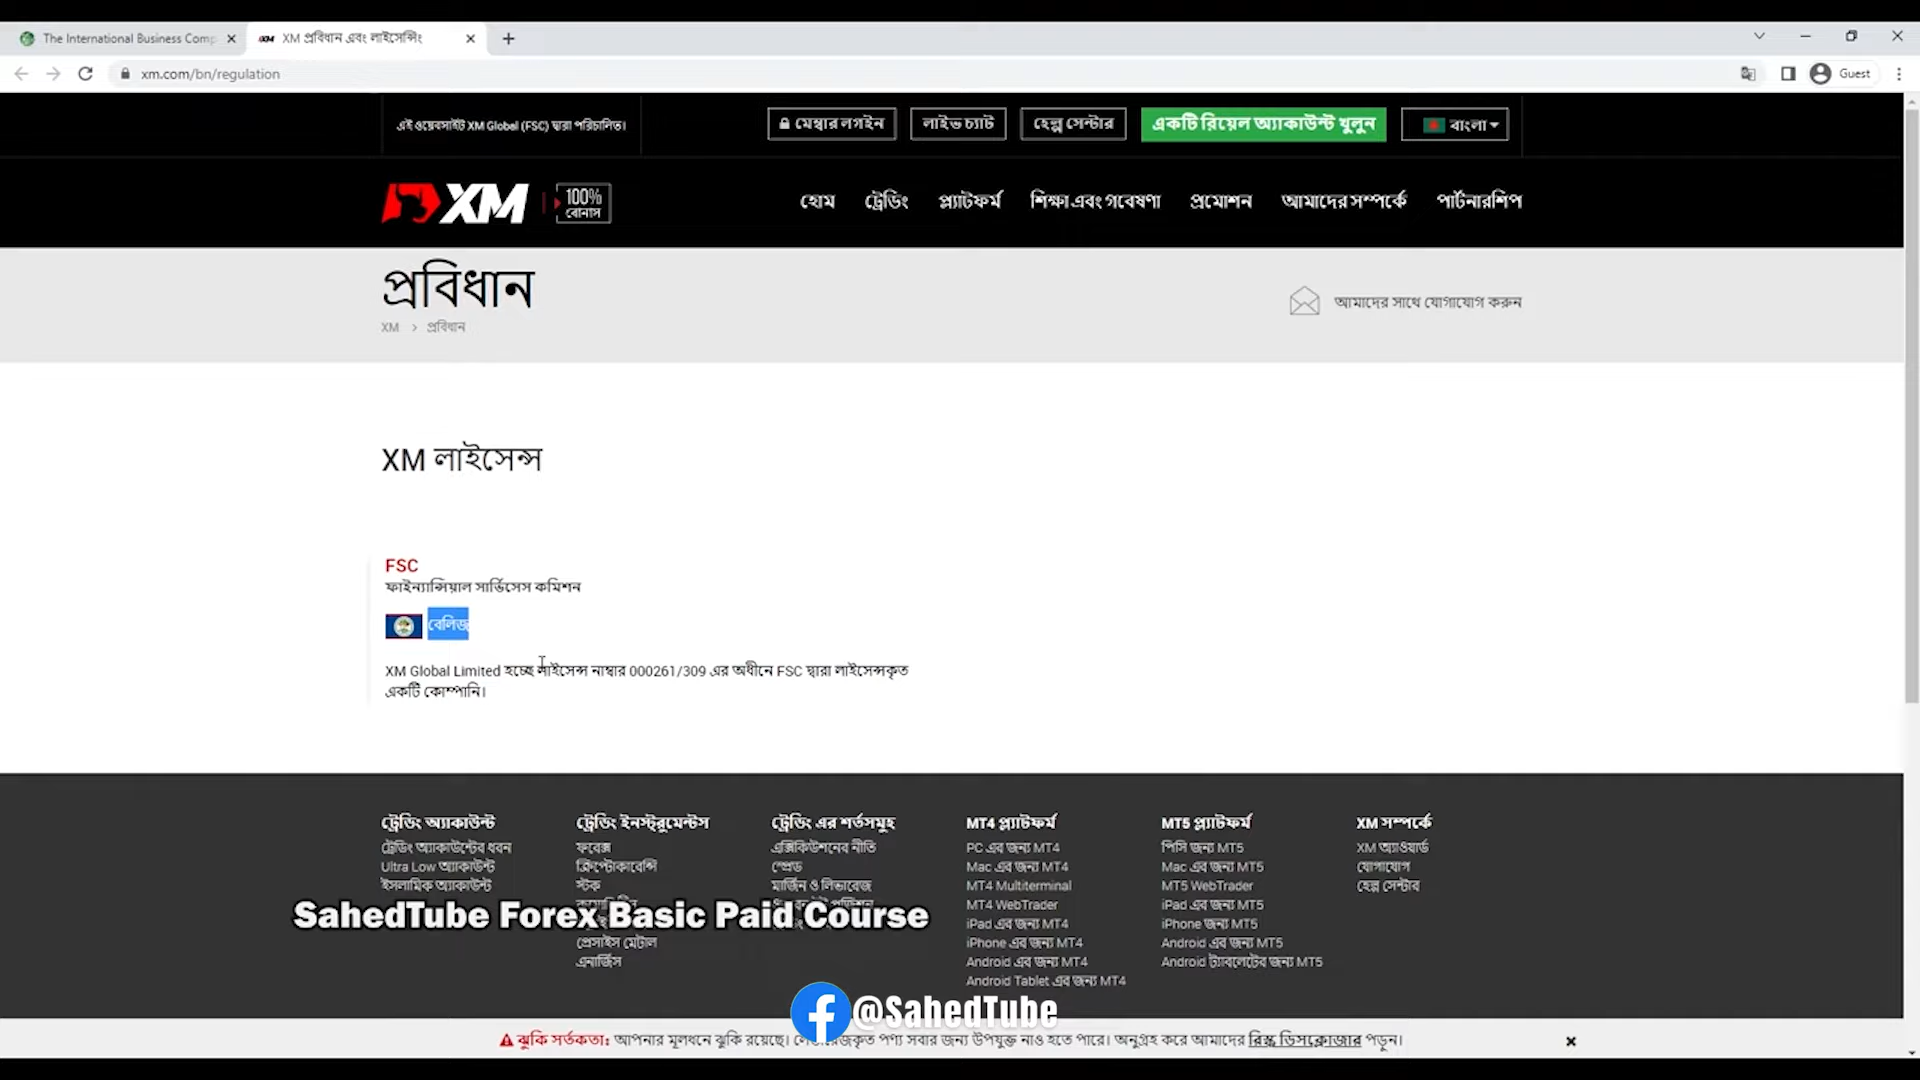 The International Business Comp
XM প্রবিধান এবং লাইসেন্সিং
xm.com/bn/regulation
Guest
এই ওয়েবসাইট XM Global (FSC) দ্বারা পরিচালিত।
মেম্বার লগইন
লাইভ চ্যাট
হেল্প সেন্টার
একটি রিয়েল অ্যাকাউন্ট খুলুন
বাংলা
XM
100%
বোনাস
হোম
ট্রেডিং
প্ল্যাটফর্ম
শিক্ষা এবং গবেষণা
প্রমোশন
আমাদের সম্পর্কে
পার্টনারশিপ
প্রবিধান
XM > প্রবিধান
আমাদের সাথে যোগাযোগ করুন
XM লাইসেন্স
FSC
ফাইন্যান্সিয়াল সার্ভিসেস কমিশন
বেলিজ
XM Global Limited হচ্ছে লাইসেন্স নাম্বার 000261/309 এর অধীনে FSC দ্বারা লাইসেন্সকৃত
একটি কোম্পানি।
ট্রেডিং অ্যাকাউন্ট
ট্রেডিং অ্যাকাউন্টের ধরন
Ultra Low অ্যাকাউন্ট
ইসলামিক অ্যাকাউন্ট
ট্রেডিং ইনস্ট্রুমেন্টস
ফরেক্স
ক্রিপ্টোকারেন্সি
স্টক
প্রেসাইস মেটাল
এনার্জিস
ট্রেডিং এর শর্তসমুহ
এক্সিকিউশনের নীতি
স্প্রেড
মার্জিন ও লিভারেজ
MT4 প্ল্যাটফর্ম
PC এর জন্য MT4
Mac এর জন্য MT4
MT4 Multiterminal
MT4 WebTrader
iPad এর জন্য MT4
iPhone এর জন্য MT4
Android এর জন্য MT4
Android Tablet এর জন্য MT4
MT5 প্ল্যাটফর্ম
পিসি জন্য MT5
Mac এর জন্য MT5
MT5 WebTrader
iPad এর জন্য MT5
iPhone জন্য MT5
Android এর জন্য MT5
Android ট্যাবলেটের জন্য MT5
XM সম্পর্কে
XM অ্যাওয়ার্ড
যোগাযোগ
হেল্প সেন্টার
SahedTube Forex Basic Paid Course
@SahedTube
ঝুকি সর্তকতা: আপনার মূলধনে ঝুকি রয়েছে। পণ্য সবার জন্য উপযুক্ত নাও হতে পারে। অনুগ্রহ করে আমাদের রিস্ক ডিসক্লোজার পড়ুন।